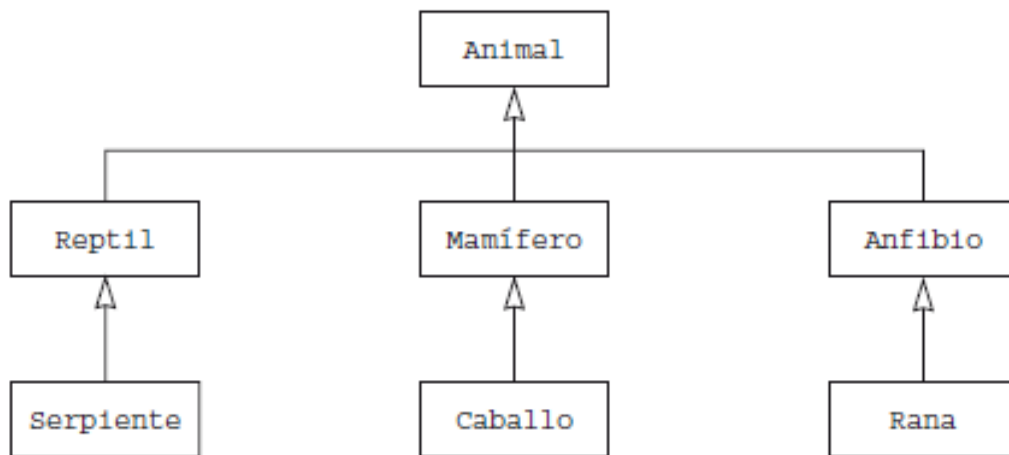 Animal
Reptil
Mamífero
Anfibio
Serpiente
Caballo
Rana